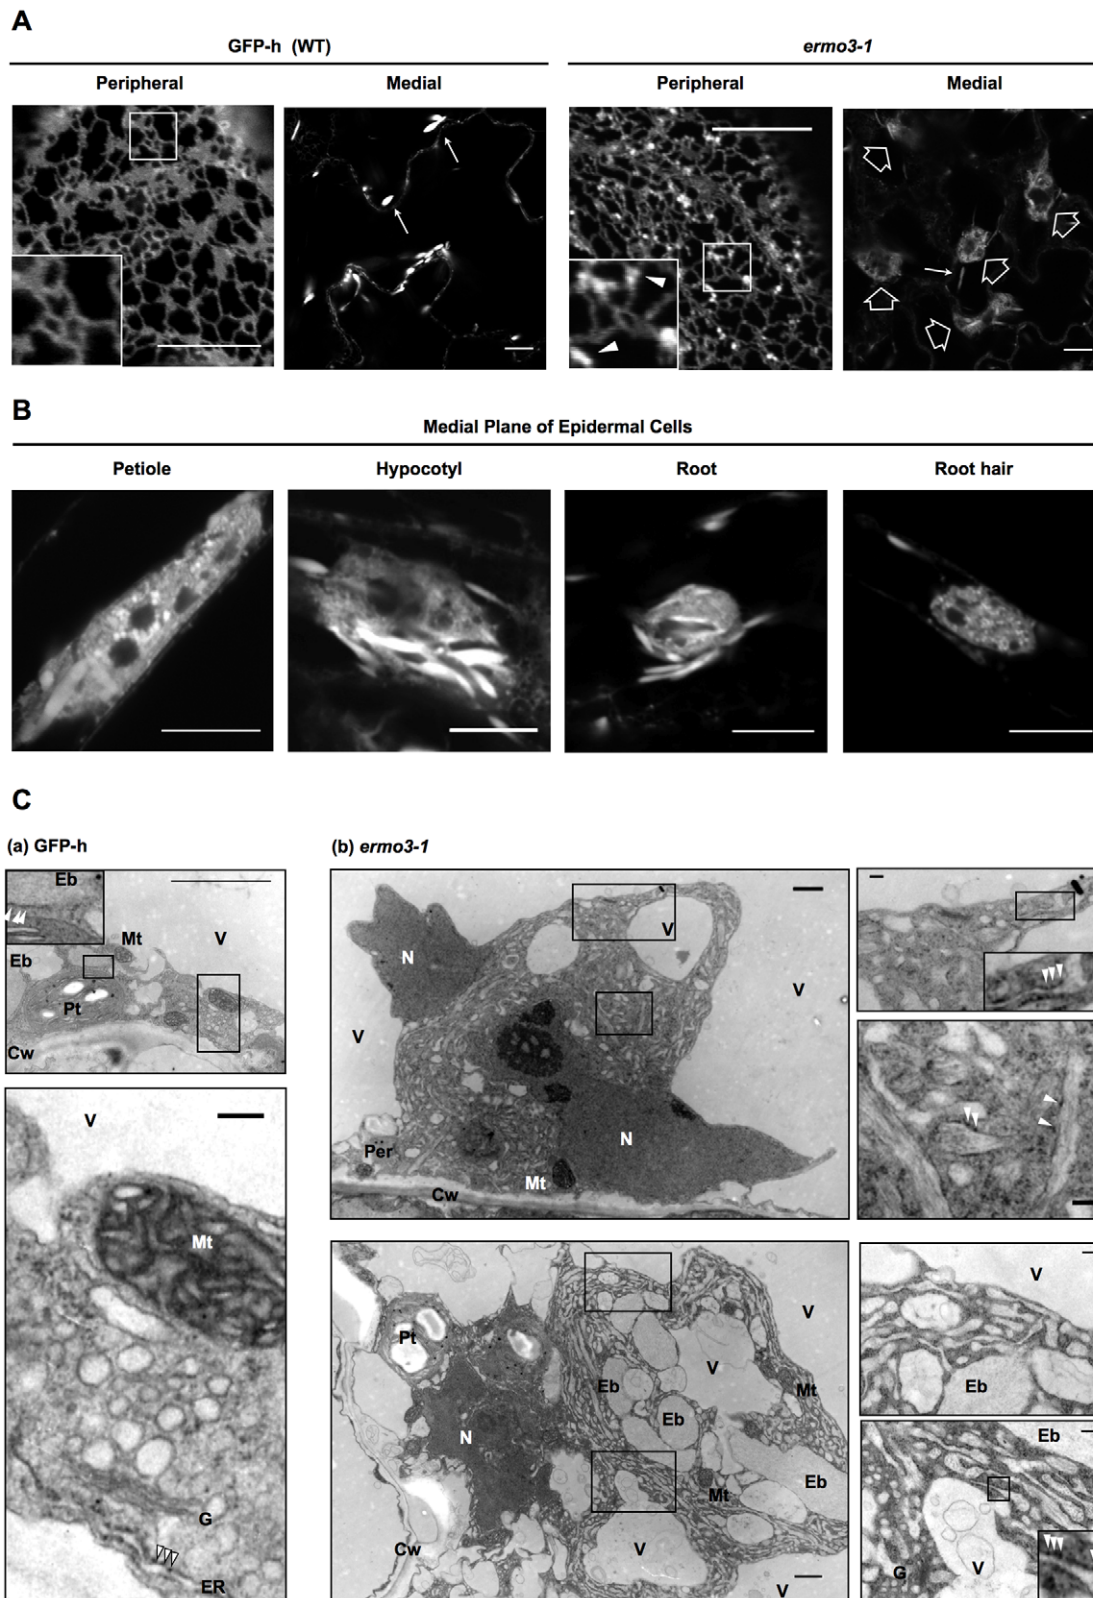 A
GFP-h (WT)
ermo3-1
Peripheral
Medial
Peripheral
Medial
B
Medial Plane of Epidermal Cells
Petiole
Hypocotyl
Root
Root hair
C
(a) GFP-h
Eb
Mt
V
Eb
Pt
Cw
V
Mt
G
ER
(b) ermo3-1
N
V
V
V
N
Per
Mt
Cw
Pt
V
V
Eb
Mt
Eb
N
Eb
Mt
Cw
V
V
V
Eb
Eb
G
V